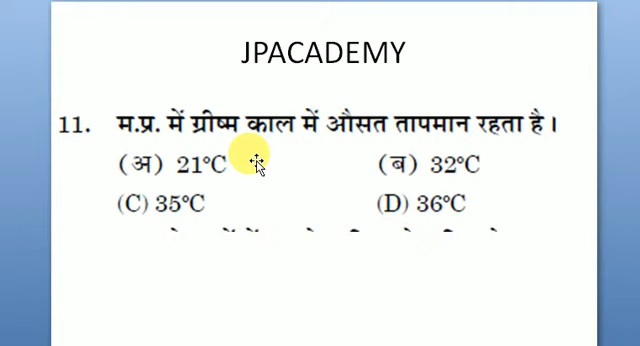 JPACADEMY
11. म.प्र. में ग्रीष्म काल में औसत तापमान रहता है।
(अ) 21°C (ब) 32°C
(C) 35°C (D) 36°C